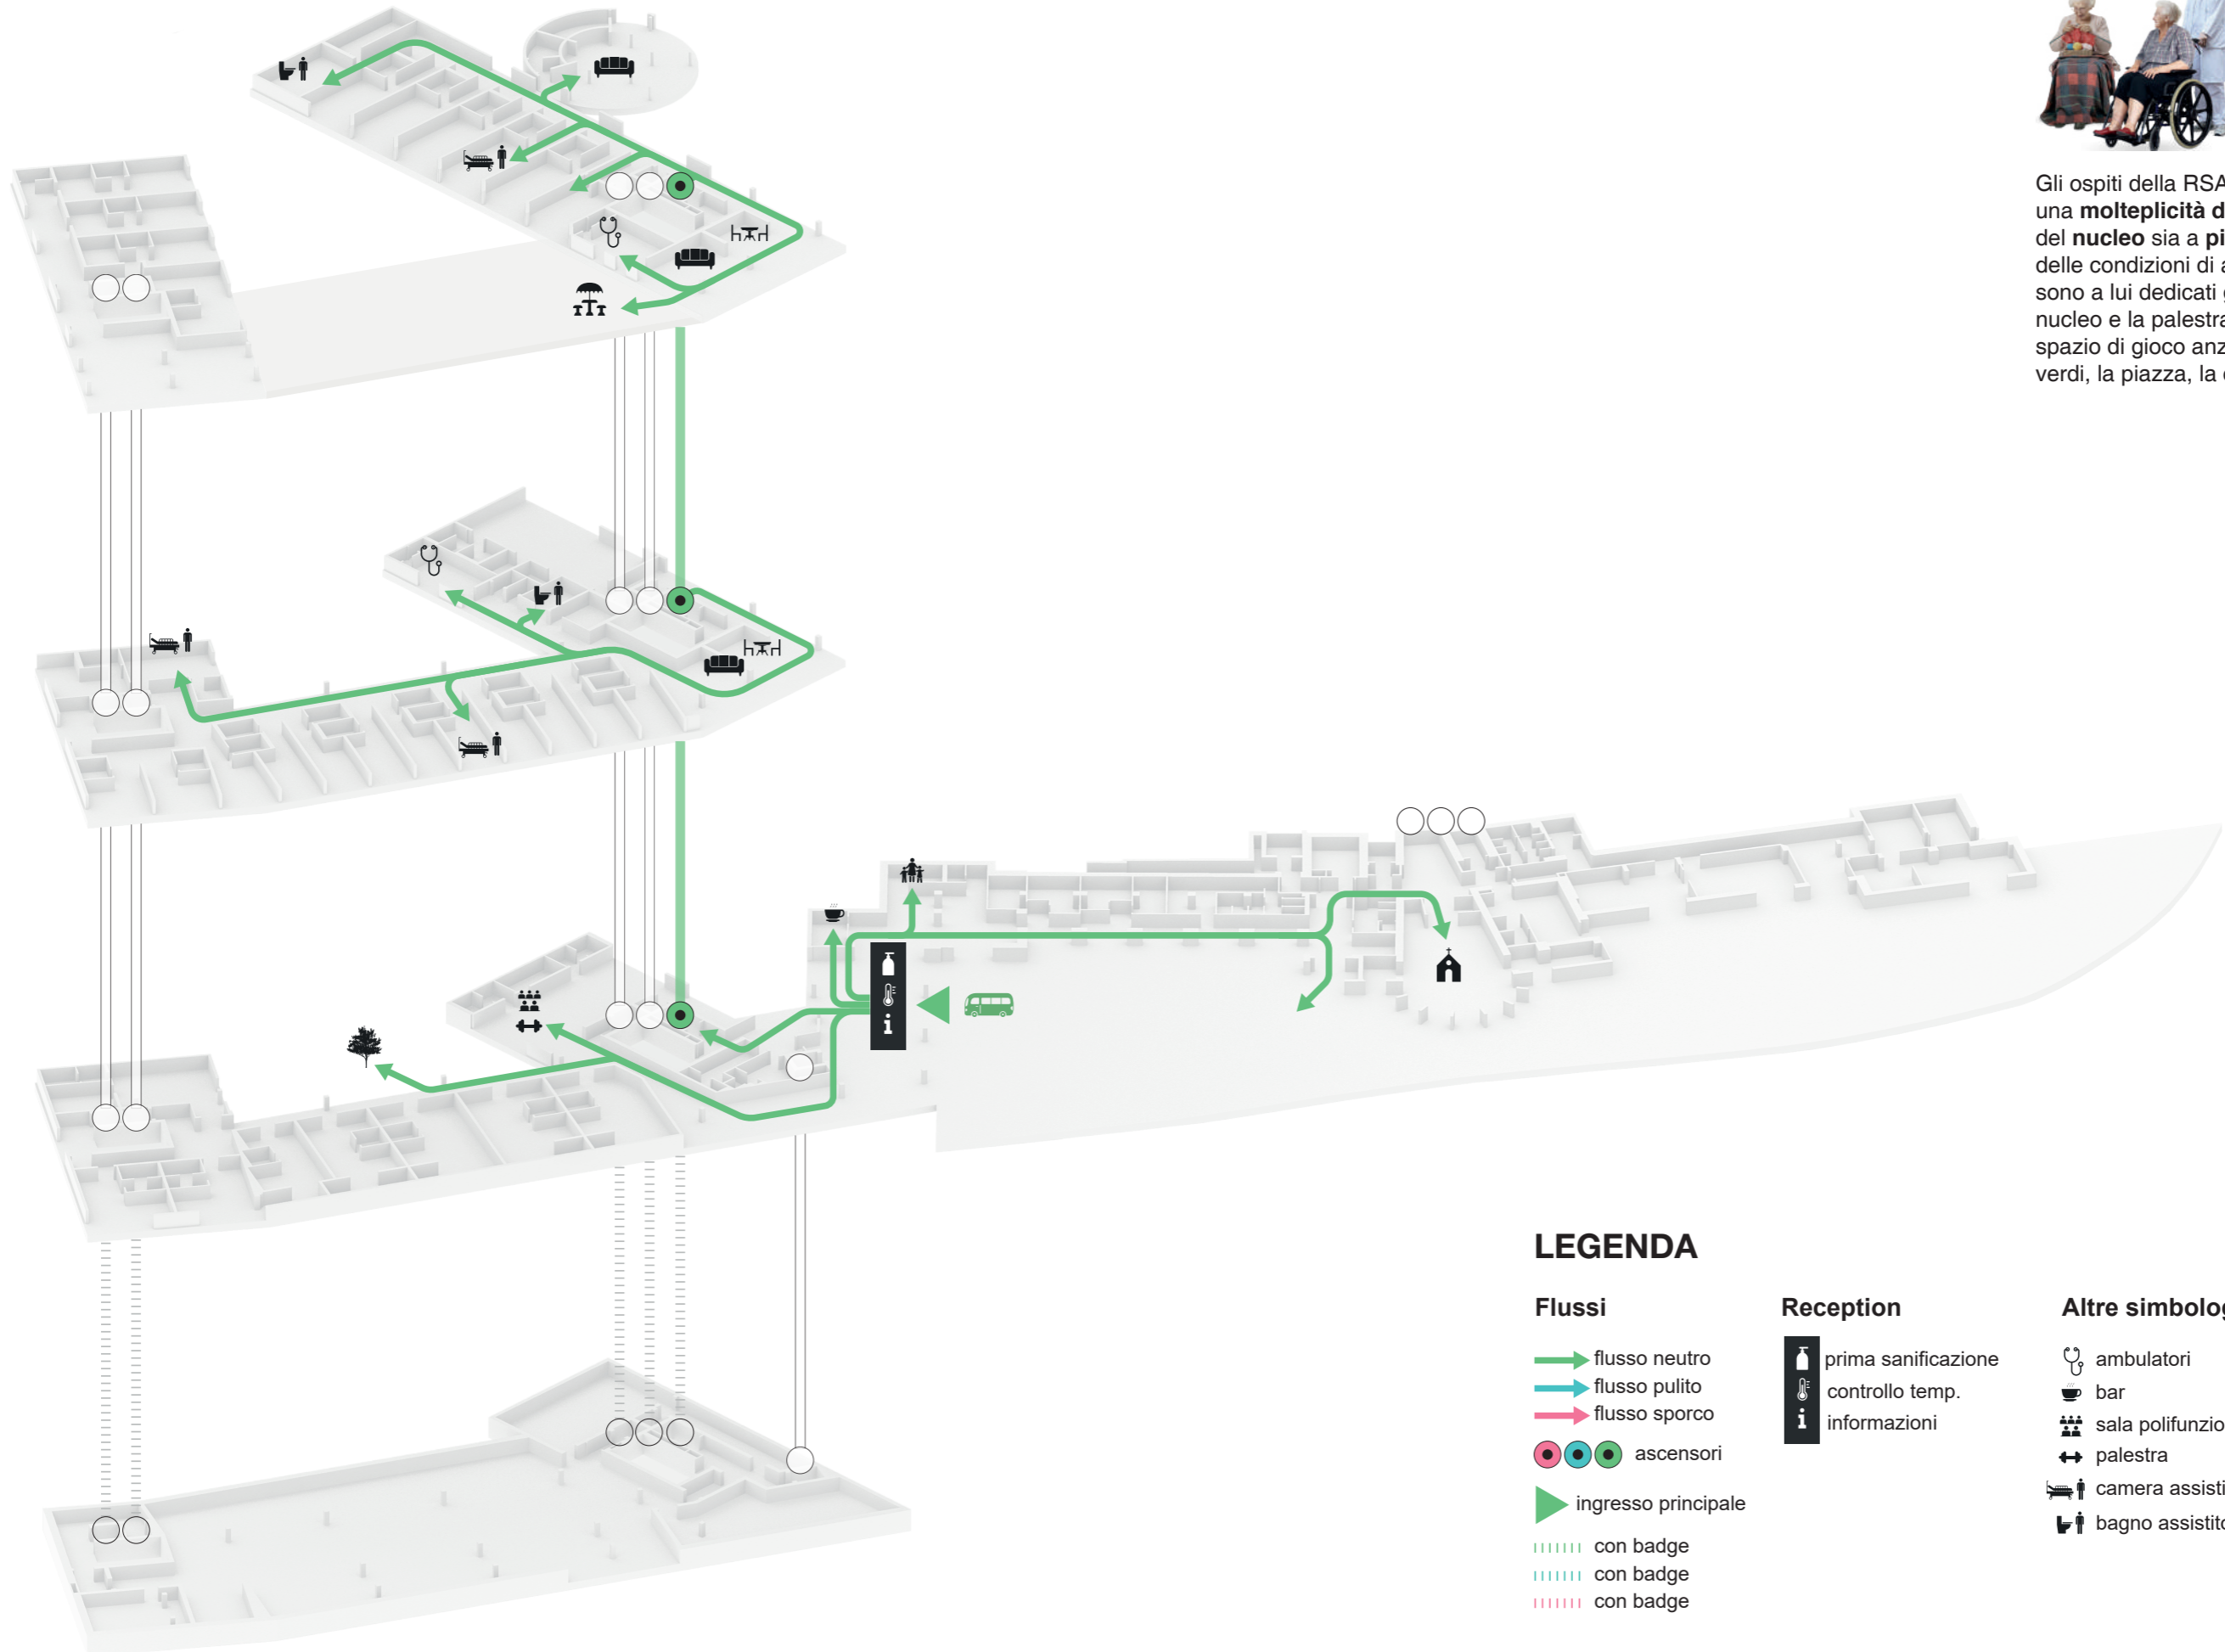 Gli ospiti della RSA
una molteplicità d
del nucleo sia a pi
delle condizioni di a
sono a lui dedicati
nucleo e la palestra
spazio di gioco anz
verdi, la piazza, la
LEGENDA
Flussi
flusso neutro
flusso pulito
flusso sporco
ascensori
ingresso principale
con badge
con badge
con badge
Reception
prima sanificazione
controllo temp.
i informazioni
Altre simbolog
ambulatori
bar
sala polifunzio
palestra
camera assisti
bagno assistito
i